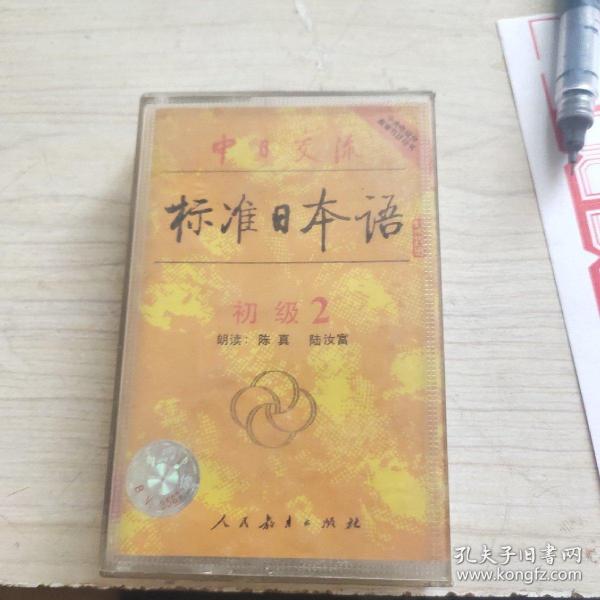 中日交流
标准日本语
初级2
朗读：陈真 陆汝富
人民教育出版社
孔夫子旧书网
www.kongfz.com